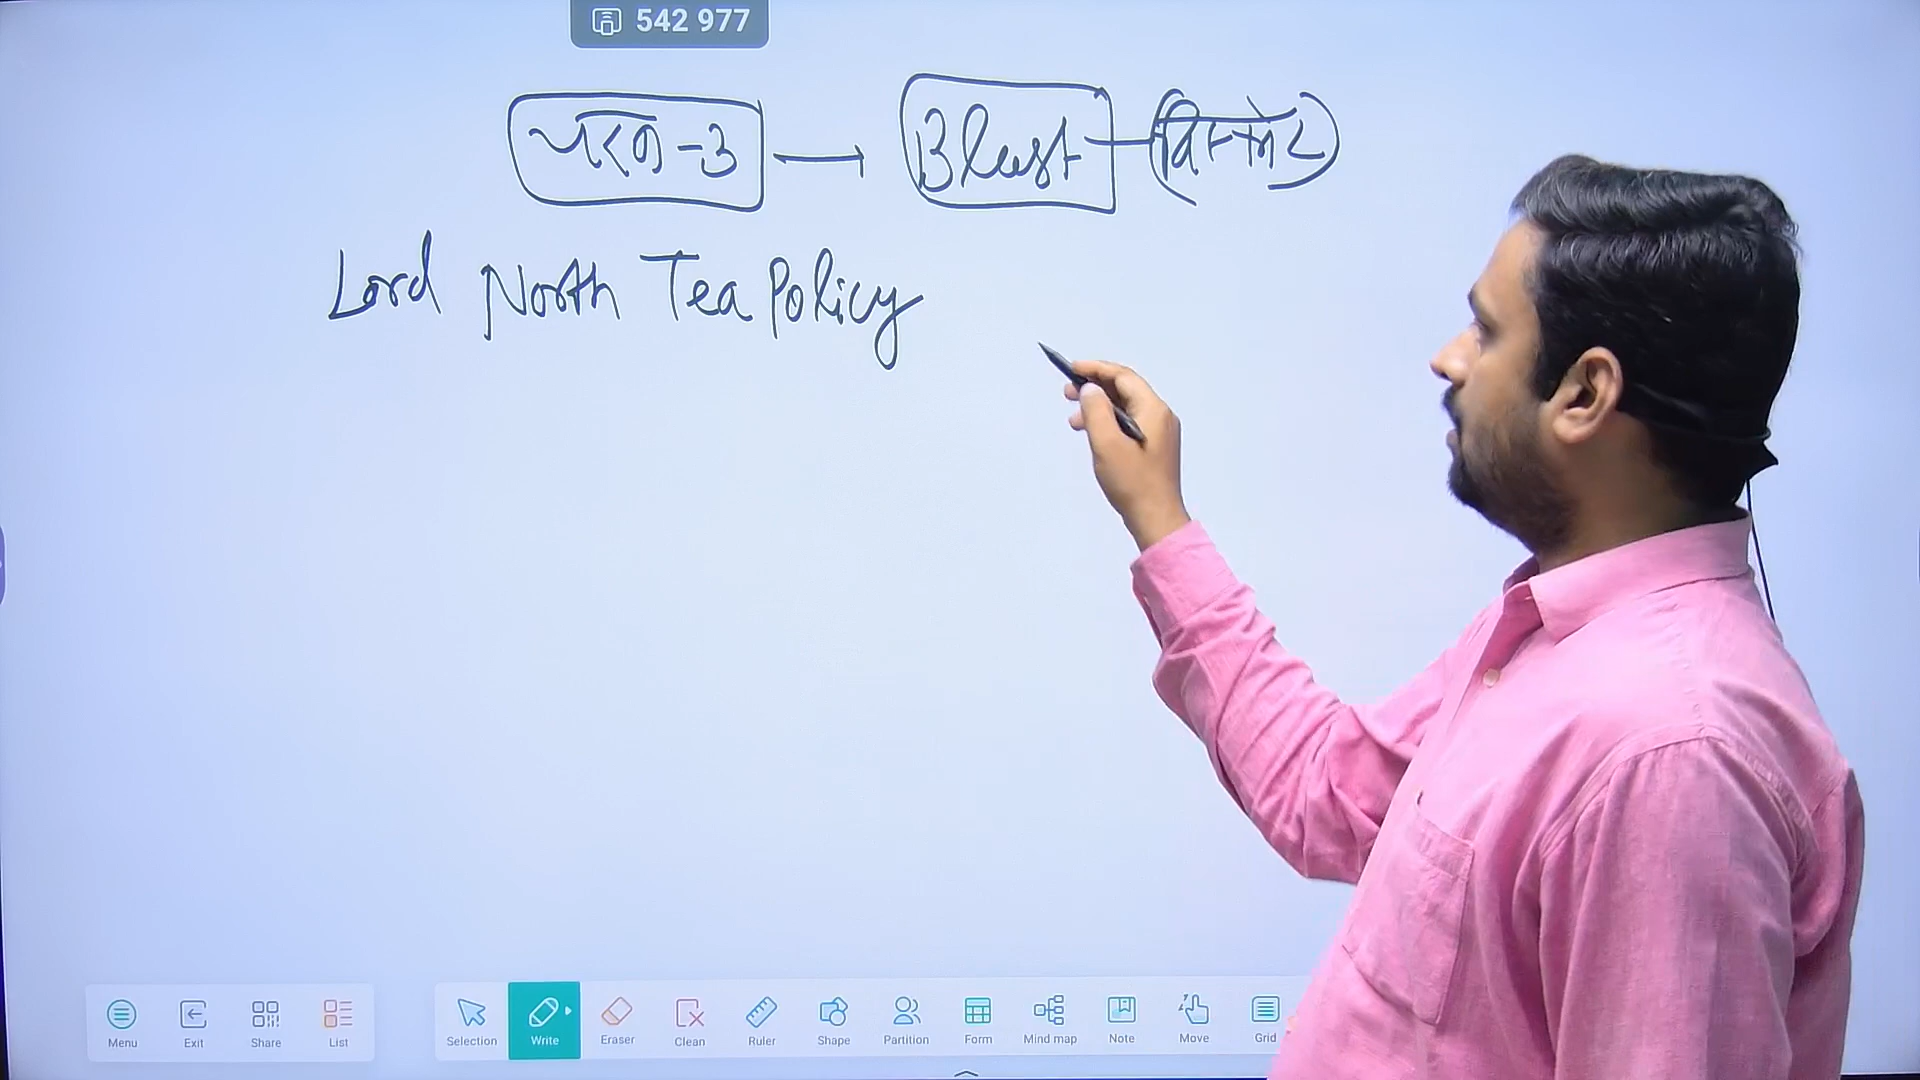 542 977
चरण-3 → Blast - (विस्फोट)
Lord North Tea Policy
Menu Exit Share List Selection Write Eraser Clean Ruler Shape Partition Form Mind map Note Move Grid